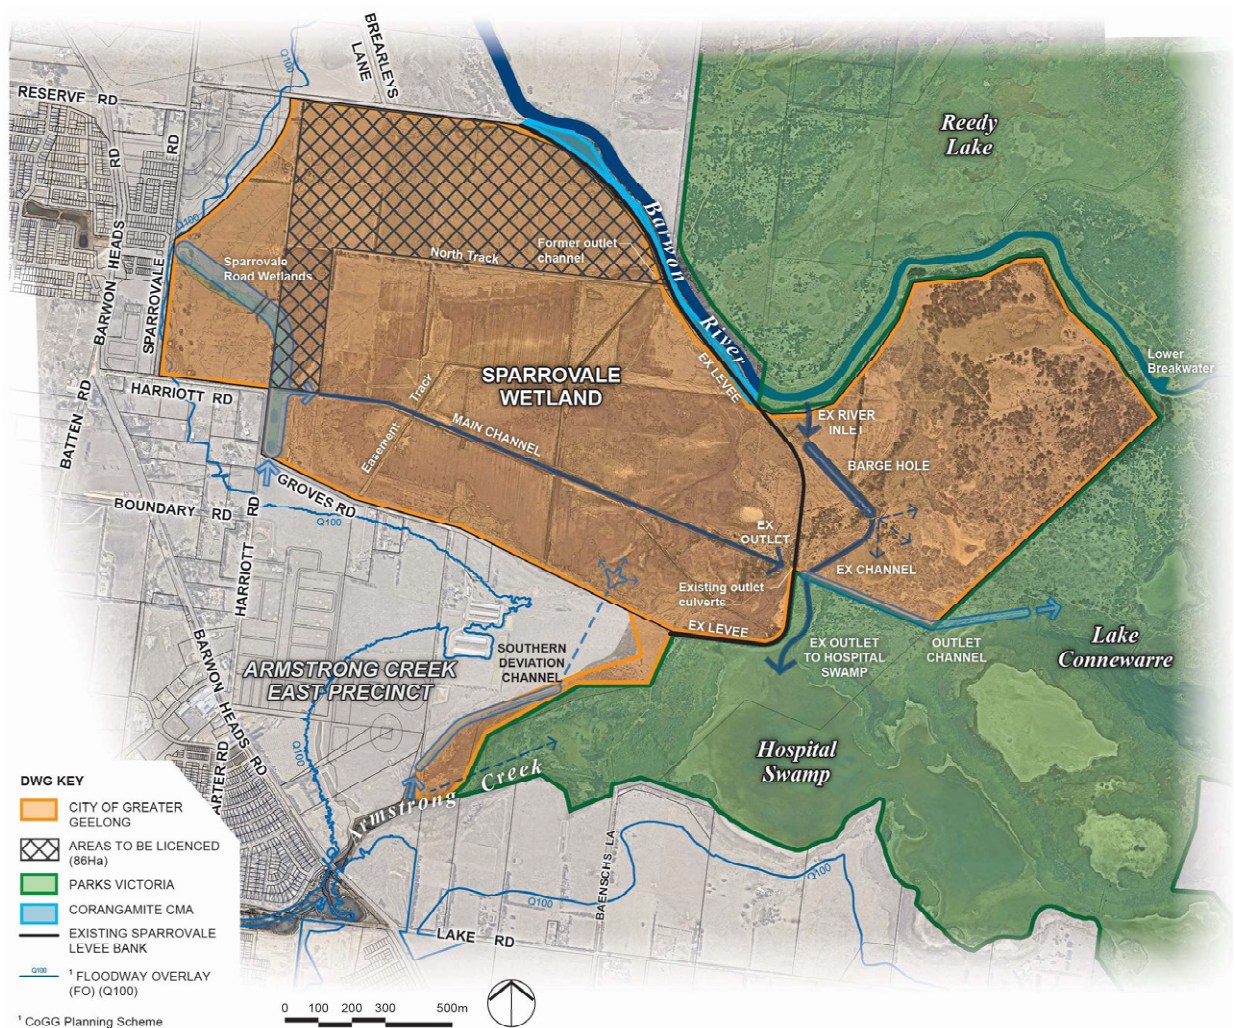 BREARLEYS
LANE
Q100
RESERVE RD
RD
RD
Reedy
Lake
BARWON HEADS
SPARROVALE
Q100
Sparrovale
Road Wetlands
North Track
Former outlet
channel
Barwon River
EX LEVEE
Lower
Breakwater
SPARROVALE
WETLAND
HARRIOTT RD
BATTEN RD
Easement Track
MAIN CHANNEL
EX RIVER
INLET
BARGE HOLE
BOUNDARY RD
GROVES RD
Q100
HARRIOTT RD
EX
OUTLET
EX CHANNEL
Existing outlet
culverts
EX LEVEE
EX OUTLET
TO HOSPITAL
SWAMP
OUTLET
CHANNEL
Lake
Connewarre
SOUTHERN
DEVIATION
CHANNEL
ARMSTRONG CREEK
EAST PRECINCT
BARWON HEADS RD
Q100
Hospital
Swamp
Armstrong Creek
CARTER RD
BAENSCHS LA
Q100
Q100
LAKE RD
DWG KEY
CITY OF GREATER
GEELONG
AREAS TO BE LICENCED
(86Ha)
PARKS VICTORIA
CORANGAMITE CMA
EXISTING SPARROVALE
LEVEE BANK
Q100
¹ FLOODWAY OVERLAY
(FO) (Q100)
¹ CoGG Planning Scheme
0 100 200 300 500m